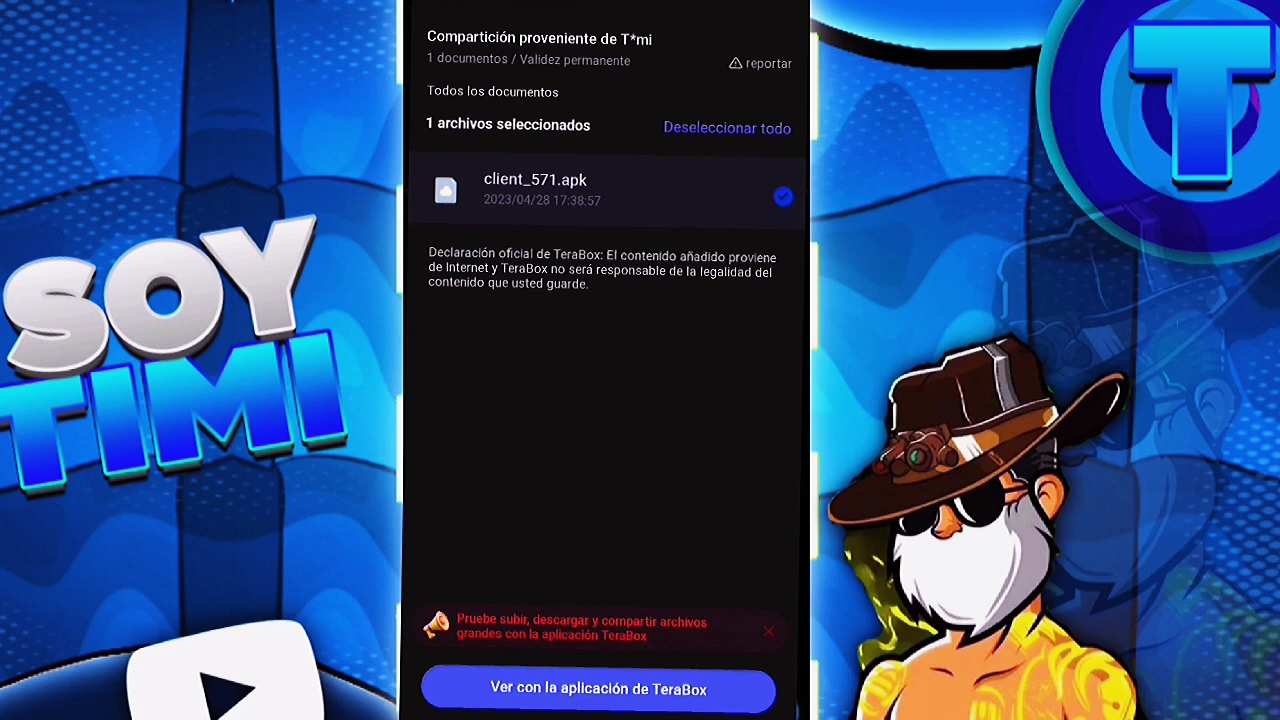 Compartición proveniente de T*mi
1 documentos / Validez permanente
reportar
Todos los documentos
1 archivos seleccionados
Deseleccionar todo
client_571.apk
2023/04/28 17:38:57
Declaración oficial de TeraBox: El contenido añadido proviene
de Internet y TeraBox no será responsable de la legalidad del
contenido que usted guarde.
Pruebe subir, descargar y compartir archivos
grandes con la aplicación TeraBox
Ver con la aplicación de TeraBox
SOY
TIMI
T